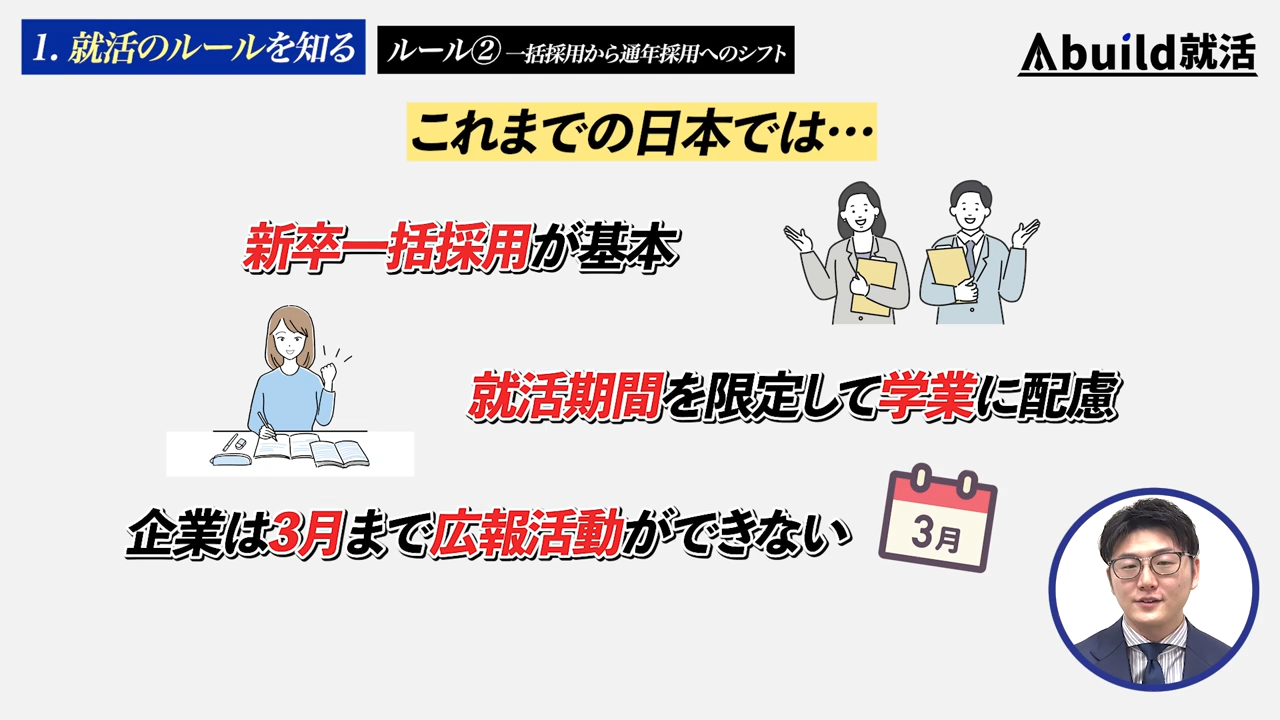 1. 就活のルールを知る
ルール② 一括採用から通年採用へのシフト
Abuild就活
これまでの日本では…
新卒一括採用が基本
就活期間を限定して学業に配慮
企業は3月まで広報活動ができない
3月